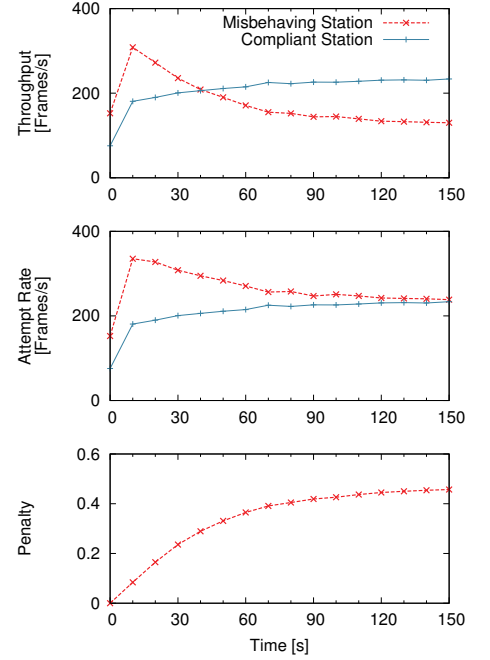 400
300
200
100
0
Throughput
[Frames/s]
Misbehaving Station
Compliant Station
0 30 60 90 120 150
400
200
0
Attempt Rate
[Frames/s]
0 30 60 90 120 150
0.6
0.4
0.2
0
Penalty
0 30 60 90 120 150
Time [s]